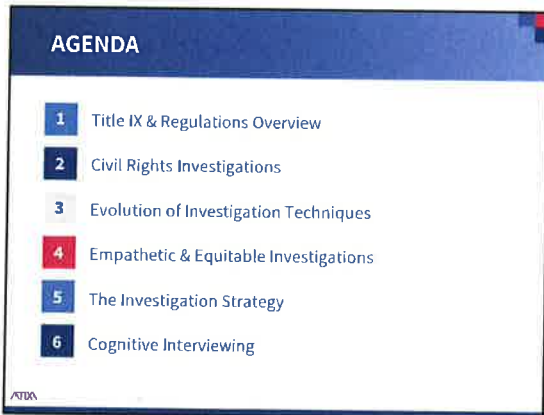 AGENDA
1 Title IX & Regulations Overview
2 Civil Rights Investigations
3 Evolution of Investigation Techniques
4 Empathetic & Equitable Investigations
5 The Investigation Strategy
6 Cognitive Interviewing
ATIXA